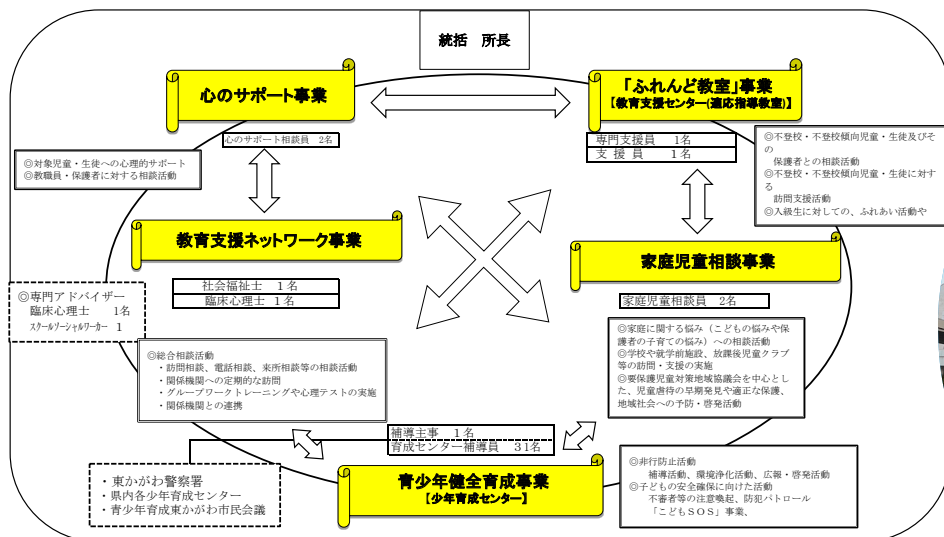 統括　所長
心のサポート事業
「ふれんど教室」事業
【教育支援センター(適応指導教室)】
心のサポート相談員　2名
専門支援員　1名
支 援 員　1名
◎対象児童・生徒への心理的サポート
◎教職員・保護者に対する相談活動
◎不登校・不登校傾向児童・生徒及びその
保護者との相談活動
◎不登校・不登校傾向児童・生徒に対する
訪問支援活動
◎入級生に対しての、ふれあい活動や
教育支援ネットワーク事業
家庭児童相談事業
社会福祉士　１名
臨床心理士　１名
家庭児童相談員　2名
◎専門アドバイザー
臨床心理士　1名
スクールソーシャルワーカー　1
◎家庭に関する悩み（こどもの悩みや保
護者の子育ての悩み）への相談活動
◎学校や就学前施設、放課後児童クラブ
等の訪問・支援の実施
◎要保護児童対策地域協議会を中心とし
た、児童虐待の早期発見や適正な保護、
地域社会への予防・啓発活動
◎総合相談活動
・訪問相談、電話相談、来所相談等の相談活動
・関係機関への定期的な訪問
・グループワークトレーニングや心理テストの実施
・関係機関との連携
補導主事　１名
育成センター補導員　３1名
青少年健全育成事業
【少年育成センター】
・東かがわ警察署
・県内各少年育成センター
・青少年育成東かがわ市民会議
◎非行防止活動
補導活動、環境浄化活動、広報・啓発活動
◎子どもの安全確保に向けた活動
不審者等の注意喚起、防犯パトロール
「こどもＳＯＳ」事業、